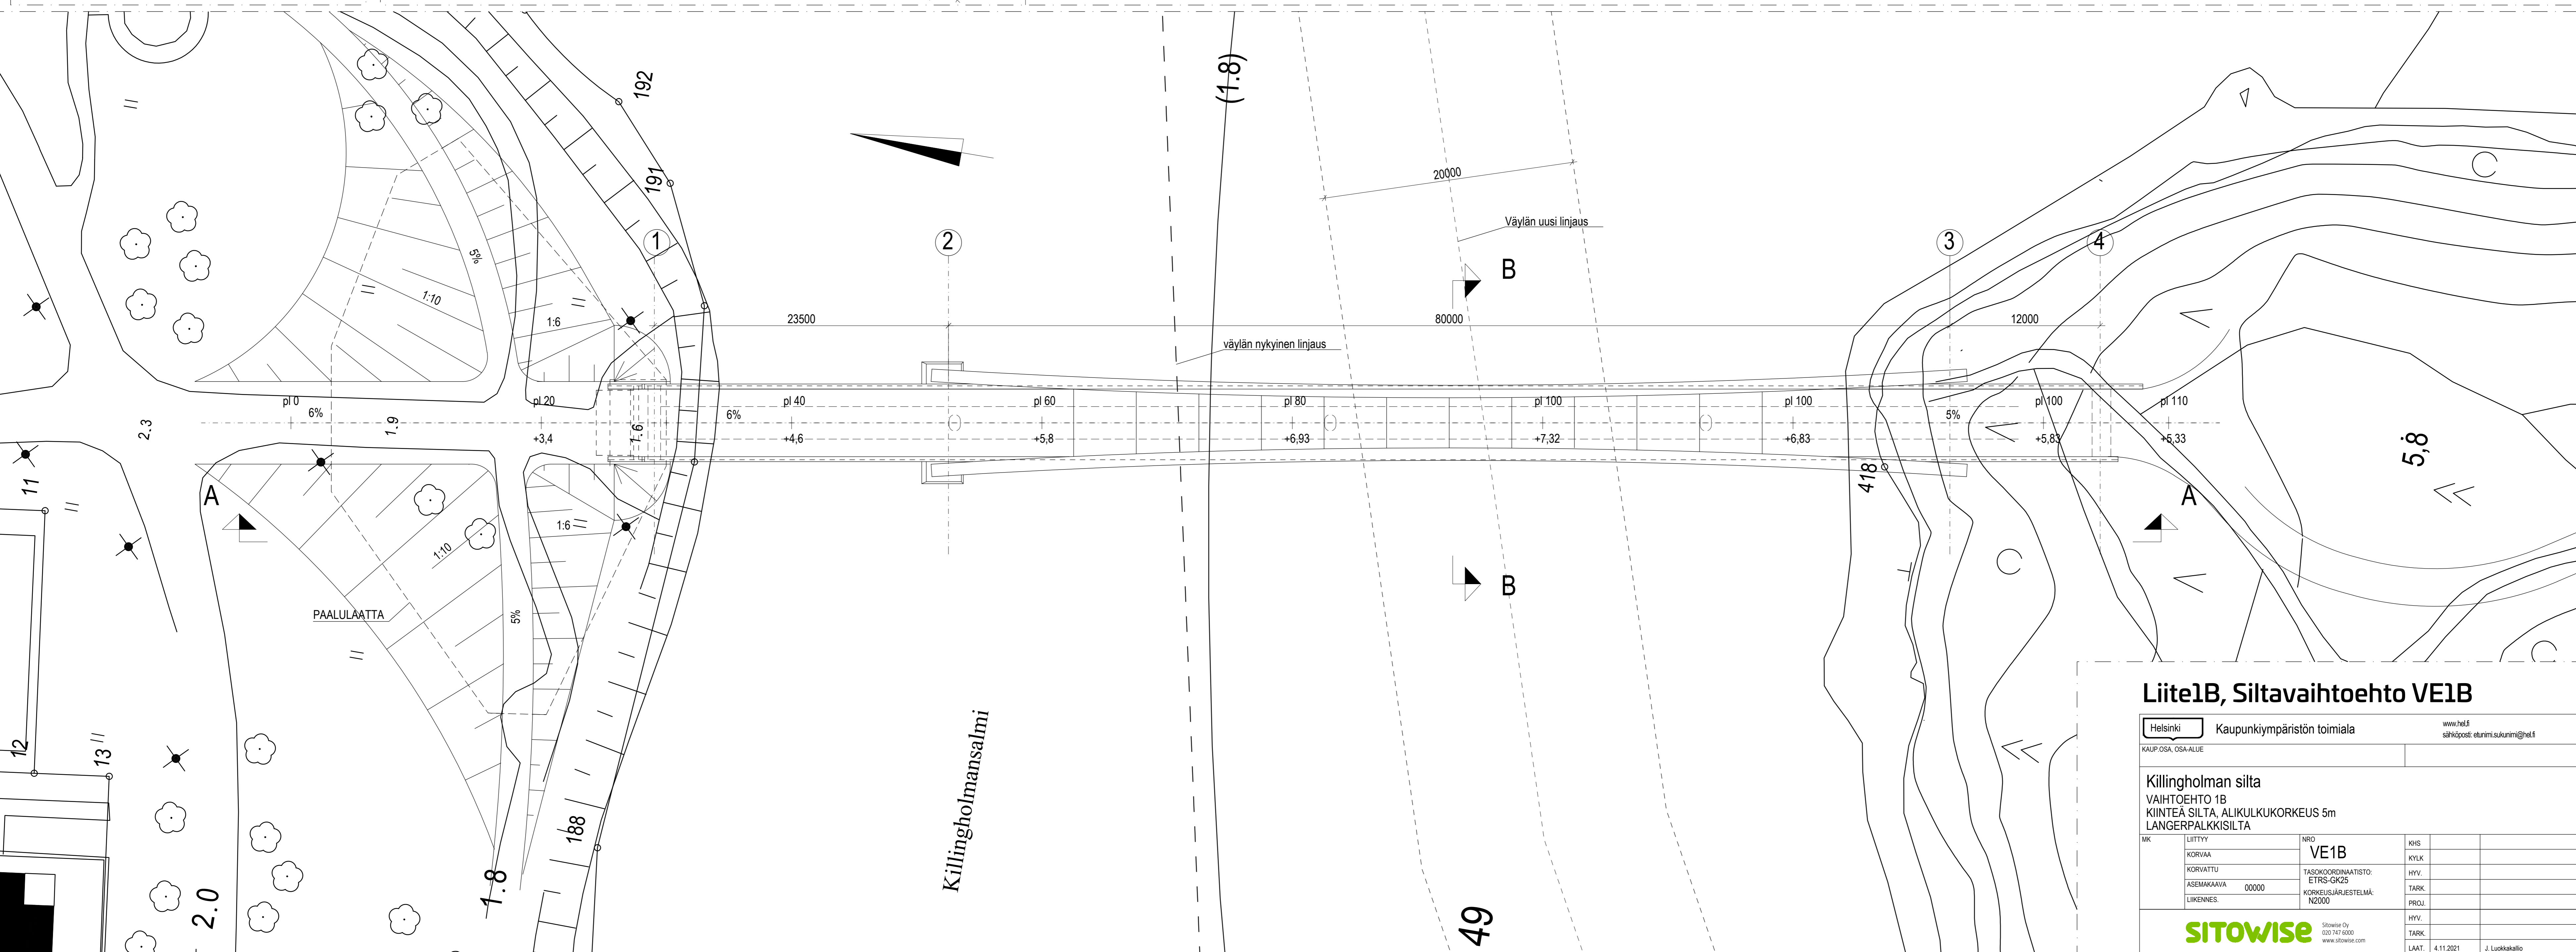 192
(1.8)
191
20000
Väylän uusi linjaus
1
2
3
4
B
5%
1:10
1:6
23500
80000
12000
väylän nykyinen linjaus
pl 0
pl 20
pl 40
pl 60
pl 80
pl 100
pl 100
pl 100
pl 110
6%
6%
5%
2.3
1.9
1.6
+3,4
+4,6
+5,8
+6,93
+7,32
+6,83
+5,83
+5,33
5,8
418
11
A
A
1:6
1:10
B
PAALULAATTA
5%
Killingholmansalmi
12
13
188
1.8
2.0
49
Liite1B, Siltavaihtoehto VE1B
Helsinki
Kaupunkiympäristön toimiala
www.hel.fi
sähköposti: etunimi.sukunimi@hel.fi
KAUP.OSA, OSA-ALUE
Killingholman silta
VAIHTOEHTO 1B
KIINTEÄ SILTA, ALIKULKUKORKEUS 5m
LANGERPALKKISILTA
MK
LIITTYY
KORVAA
KORVATTU
ASEMAKAAVA 00000
LIIKENNES.
NRO
VE1B
TASOKOORDINAATISTO:
ETRS-GK25
KORKEUSJÄRJESTELMÄ:
N2000
KHS
KYLK
HYV.
TARK.
PROJ.
HYV.
TARK.
LAAT. 4.11.2021 J. Luokkakallio
SITOWISE
Sitowise Oy
020 747 6000
www.sitowise.com